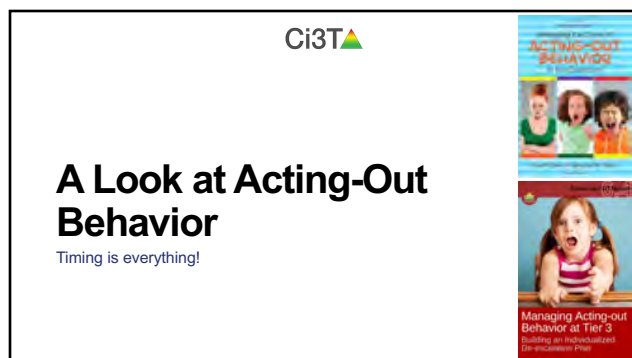 Ci3T
A Look at Acting-Out
Behavior
Timing is everything!
ACTING-OUT
BEHAVIOR
Managing Acting-out
Behavior at Tier 3
Building an Individualized
De-escalation Plan